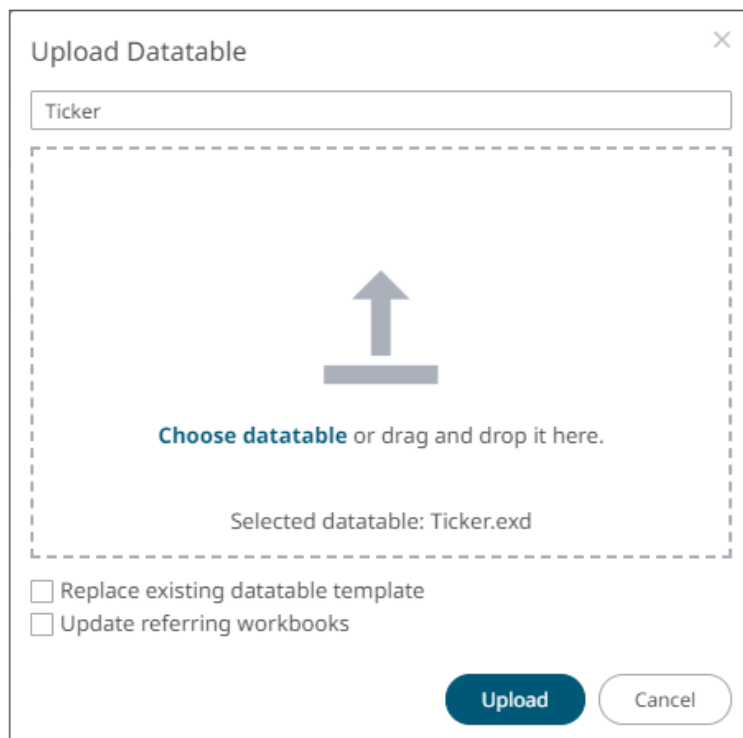 Upload Datatable
Ticker
Choose datatable or drag and drop it here.
Selected datatable: Ticker.exd
Replace existing datatable template
Update referring workbooks
Upload Cancel